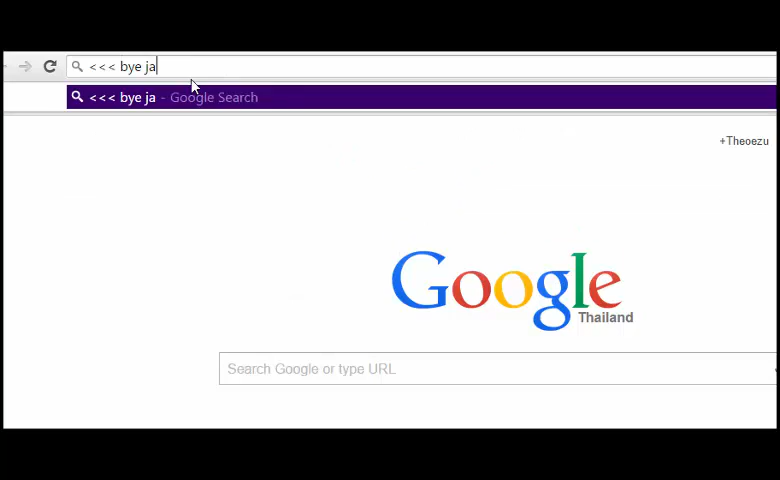 <<< bye ja
<<< bye ja - Google Search
+Theoezu
Google
Thailand
Search Google or type URL